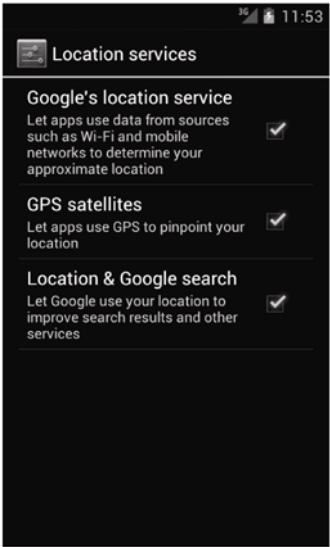 3G 11:53
Location services
Google's location service
Let apps use data from sources
such as Wi-Fi and mobile
networks to determine your
approximate location
GPS satellites
Let apps use GPS to pinpoint your
location
Location & Google search
Let Google use your location to
improve search results and other
services